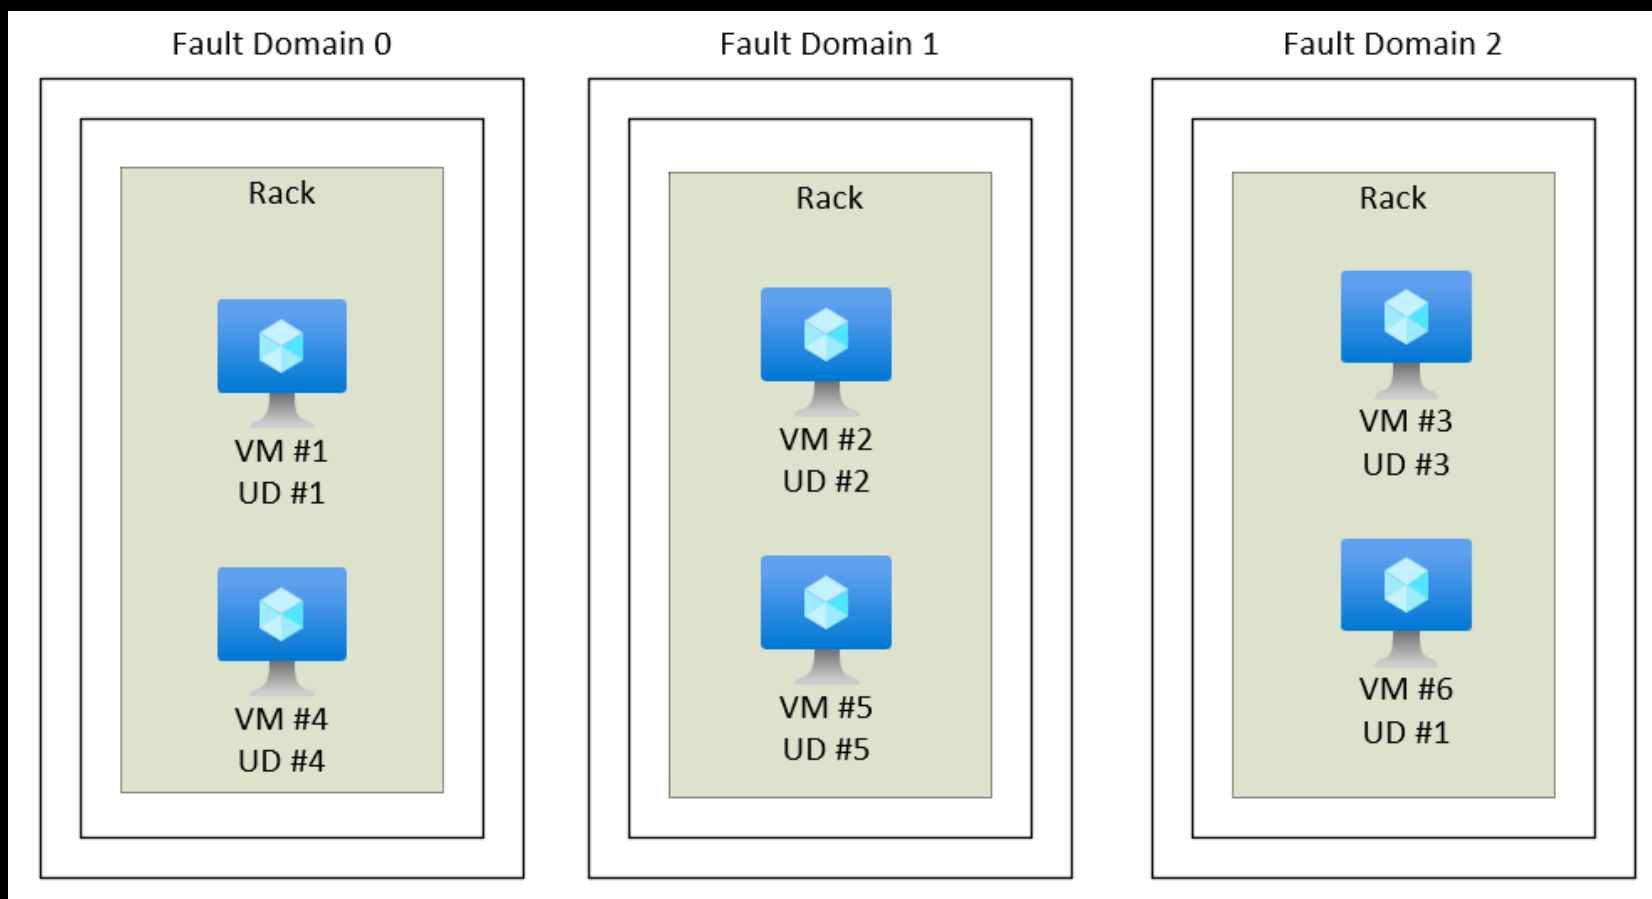 Fault Domain 0
Rack
VM #1
UD #1
VM #4
UD #4
Fault Domain 1
Rack
VM #2
UD #2
VM #5
UD #5
Fault Domain 2
Rack
VM #3
UD #3
VM #6
UD #1